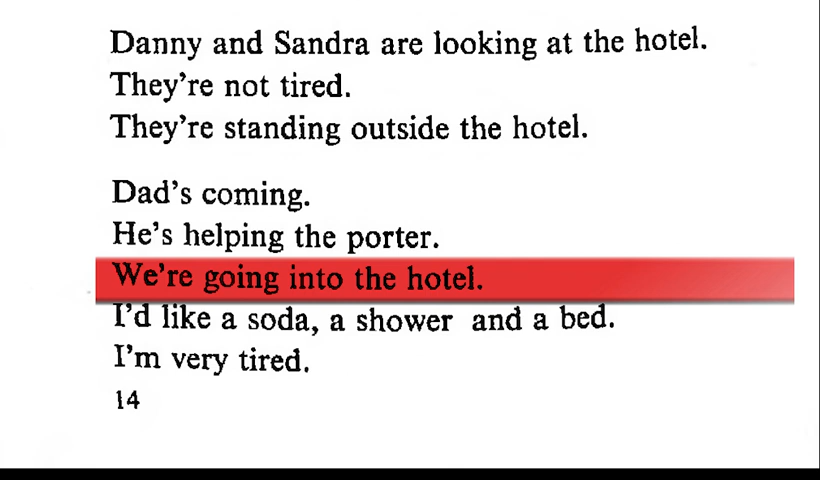 Danny and Sandra are looking at the hotel.
They're not tired.
They're standing outside the hotel.
Dad's coming.
He's helping the porter.
We're going into the hotel.
I'd like a soda, a shower and a bed.
I'm very tired.
14